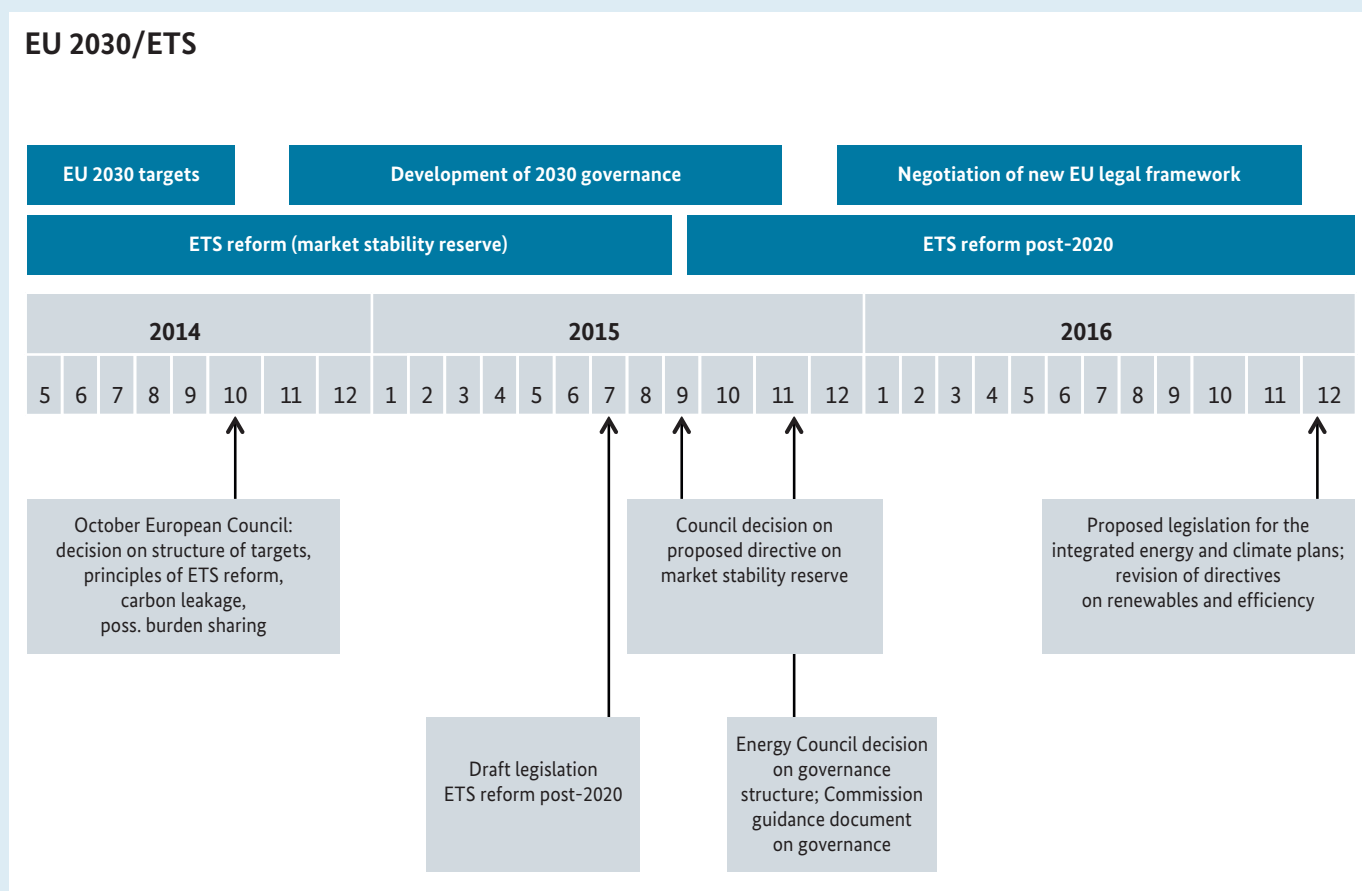 EU 2030/ETS
EU 2030 targets
Development of 2030 governance
Negotiation of new EU legal framework
ETS reform (market stability reserve)
ETS reform post-2020
2014
2015
2016
5 6 7 8 9 10 11 12 1 2 3 4 5 6 7 8 9 10 11 12 1 2 3 4 5 6 7 8 9 10 11 12
October European Council:
decision on structure of targets,
principles of ETS reform,
carbon leakage,
poss. burden sharing
Council decision on
proposed directive on
market stability reserve
Proposed legislation for the
integrated energy and climate plans;
revision of directives
on renewables and efficiency
Draft legislation
ETS reform post-2020
Energy Council decision
on governance
structure; Commission
guidance document
on governance